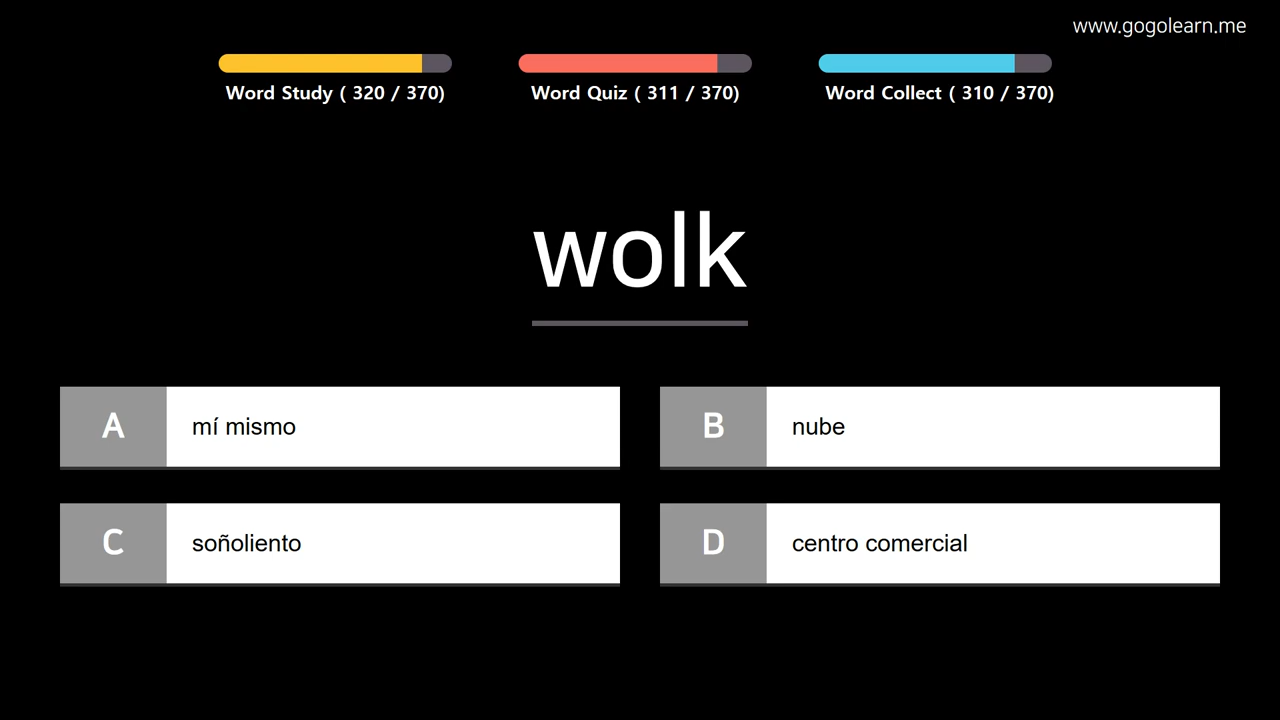 www.gogolearn.me
Word Study ( 320 / 370)
Word Quiz ( 311 / 370)
Word Collect ( 310 / 370)
wolk
A mí mismo
B nube
C soñoliento
D centro comercial